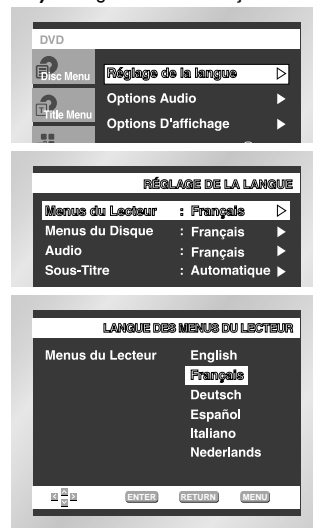 DVD
Disc Menu
Réglage de la langue
Title Menu
Options Audio
Options D'affichage
RÉGLAGE DE LA LANGUE
Menus du Lecteur : Français
Menus du Disque : Français
Audio : Français
Sous-Titre : Automatique
LANGUE DES MENUS DU LECTEUR
Menus du Lecteur English
Français
Deutsch
Español
Italiano
Nederlands
ENTER RETURN MENU